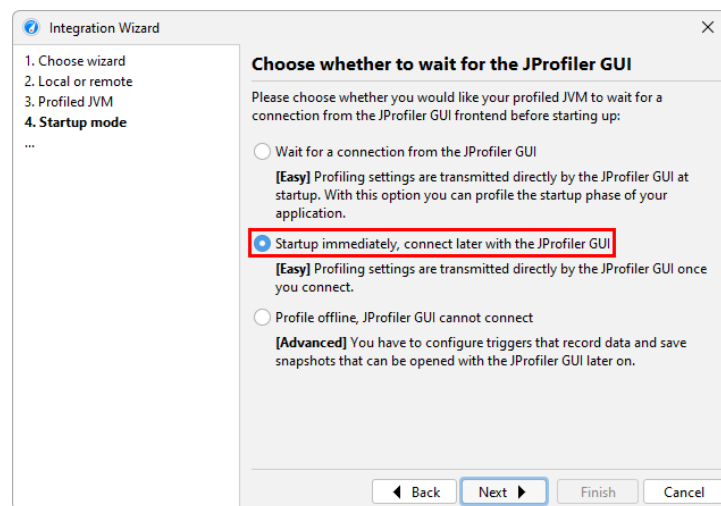 Integration Wizard
1. Choose wizard
2. Local or remote
3. Profiled JVM
4. Startup mode
...
Choose whether to wait for the JProfiler GUI
Please choose whether you would like your profiled JVM to wait for a
connection from the JProfiler GUI frontend before starting up:
Wait for a connection from the JProfiler GUI
[Easy] Profiling settings are transmitted directly by the JProfiler GUI at
startup. With this option you can profile the startup phase of your
application.
Startup immediately, connect later with the JProfiler GUI
[Easy] Profiling settings are transmitted directly by the JProfiler GUI once
you connect.
Profile offline, JProfiler GUI cannot connect
[Advanced] You have to configure triggers that record data and save
snapshots that can be opened with the JProfiler GUI later on.
Back Next Finish Cancel